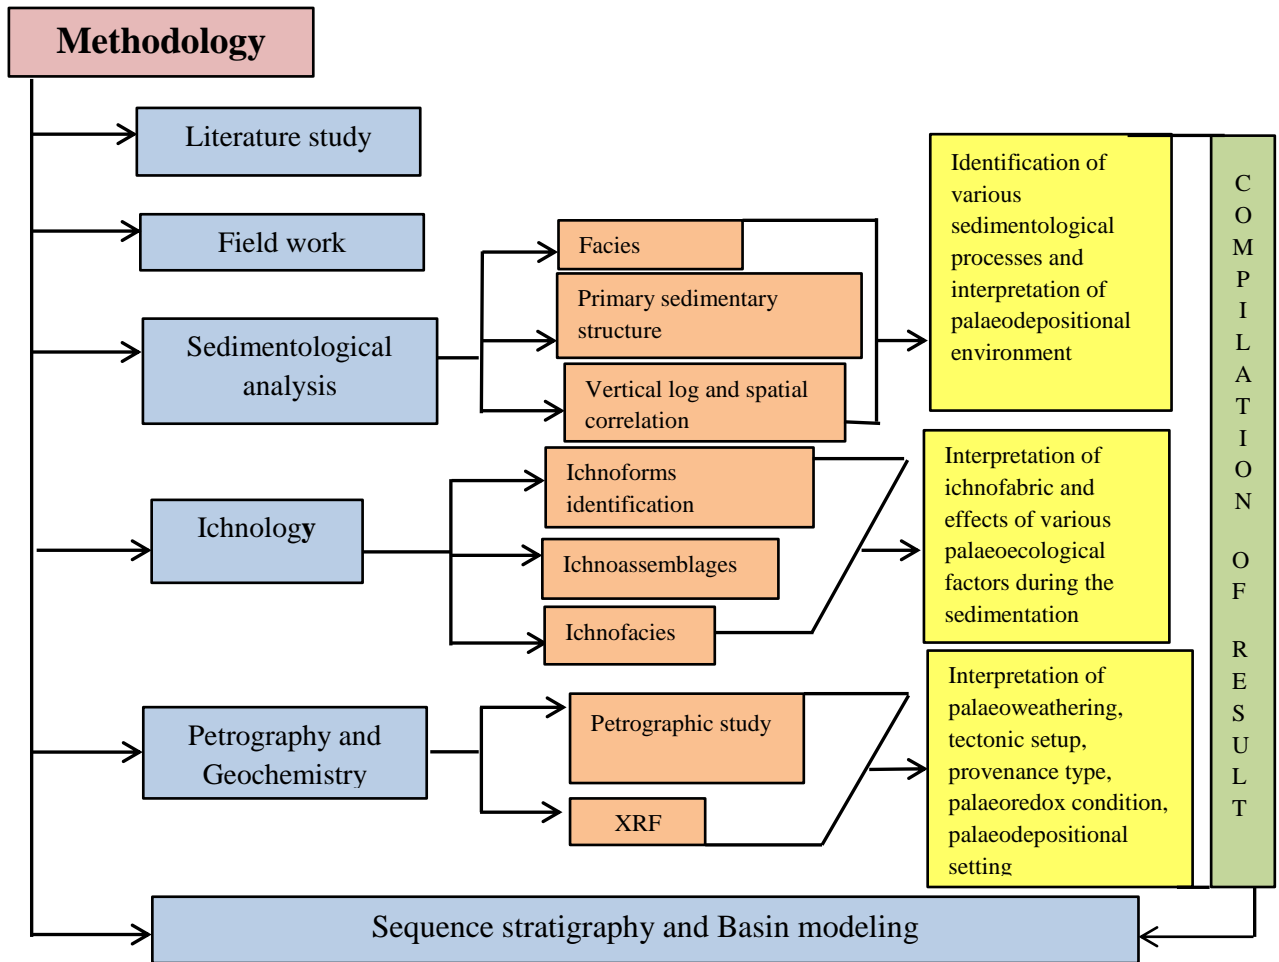 Methodology
Literature study
Field work
Sedimentological
analysis
Facies
Primary sedimentary
structure
Vertical log and spatial
correlation
Identification of
various
sedimentological
processes and
interpretation of
palaeodepositional
environment
Ichnology
Ichnoforms
identification
Ichnoassemblages
Ichnofacies
Interpretation of
ichnofabric and
effects of various
palaeoecological
factors during the
sedimentation
Petrography and
Geochemistry
Petrographic study
XRF
Interpretation of
palaeoweathering,
tectonic setup,
provenance type,
palaeoredox condition,
palaeodepositional
setting
COMPILATION OF RESULT
Sequence stratigraphy and Basin modeling